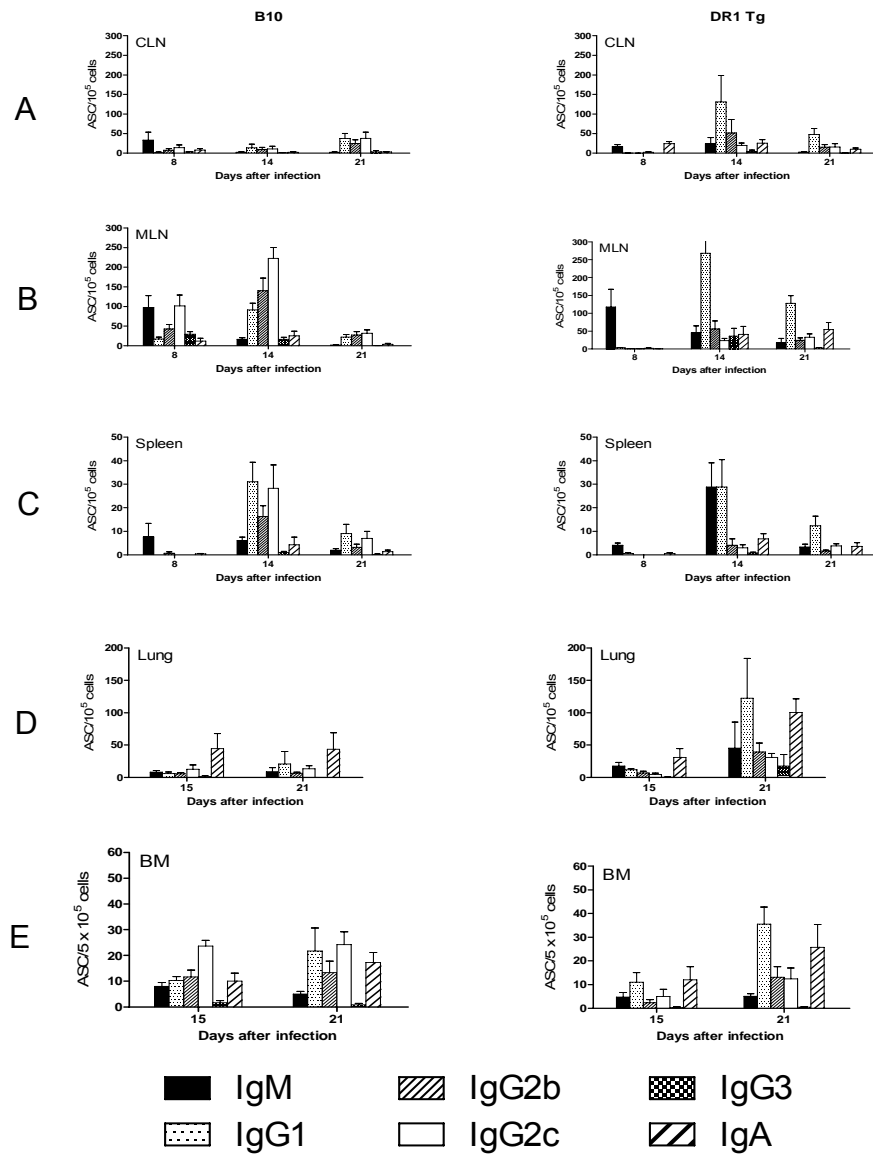 B10
DR1 Tg
A
CLN
ASC/10⁵ cells
300
250
200
150
100
50
0
8
14
21
Days after infection
CLN
ASC/10⁵ cells
300
250
200
150
100
50
0
8
14
21
Days after infection
B
MLN
ASC/10⁵ cells
300
250
200
150
100
50
0
8
14
21
Days after infection
MLN
ASC/10⁵ cells
300
250
200
150
100
50
0
8
14
21
Days after infection
C
Spleen
ASC/10⁵ cells
50
40
30
20
10
0
8
14
21
Days after infection
Spleen
ASC/10⁵ cells
50
40
30
20
10
0
8
14
21
Days after infection
D
Lung
ASC/10⁵ cells
200
150
100
50
0
15
21
Days after infection
Lung
ASC/10⁵ cells
200
150
100
50
0
15
21
Days after infection
E
BM
ASC/5 x 10⁵ cells
60
50
40
30
20
10
0
15
21
Days after infection
BM
ASC/5 x 10⁵ cells
60
50
40
30
20
10
0
15
21
Days after infection
IgM
IgG2b
IgG3
IgG1
IgG2c
IgA